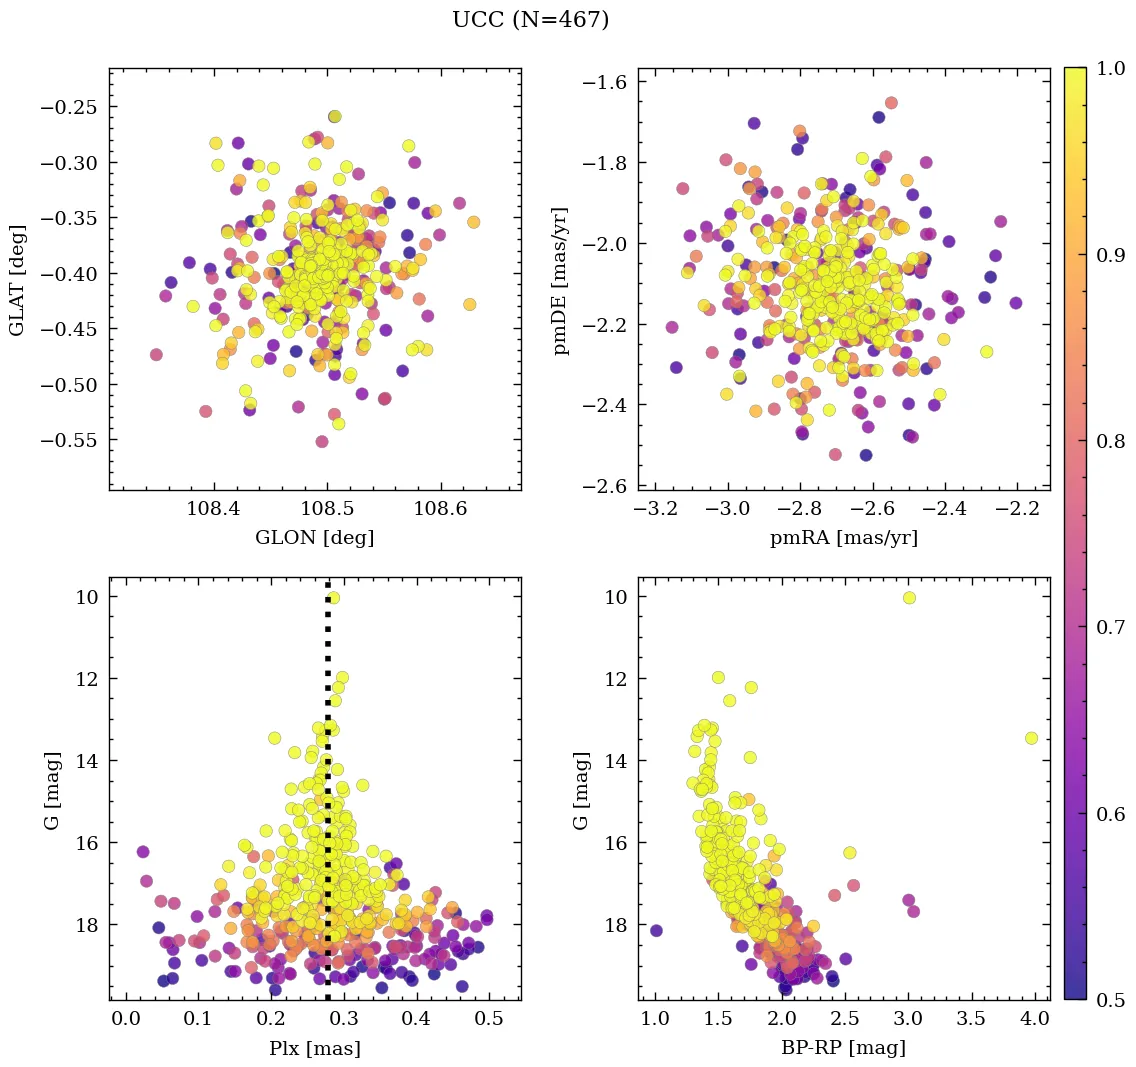 UCC (N=467)
−0.25
−0.30
−0.35
−0.40
−0.45
−0.50
−0.55
GLAT [deg]
108.4 108.5 108.6
GLON [deg]
−1.6
−1.8
−2.0
−2.2
−2.4
−2.6
pmDE [mas/yr]
−3.2 −3.0 −2.8 −2.6 −2.4 −2.2
pmRA [mas/yr]
10
12
14
16
18
G [mag]
0.0 0.1 0.2 0.3 0.4 0.5
Plx [mas]
10
12
14
16
18
G [mag]
1.0 1.5 2.0 2.5 3.0 3.5 4.0
BP-RP [mag]
1.0
0.9
0.8
0.7
0.6
0.5